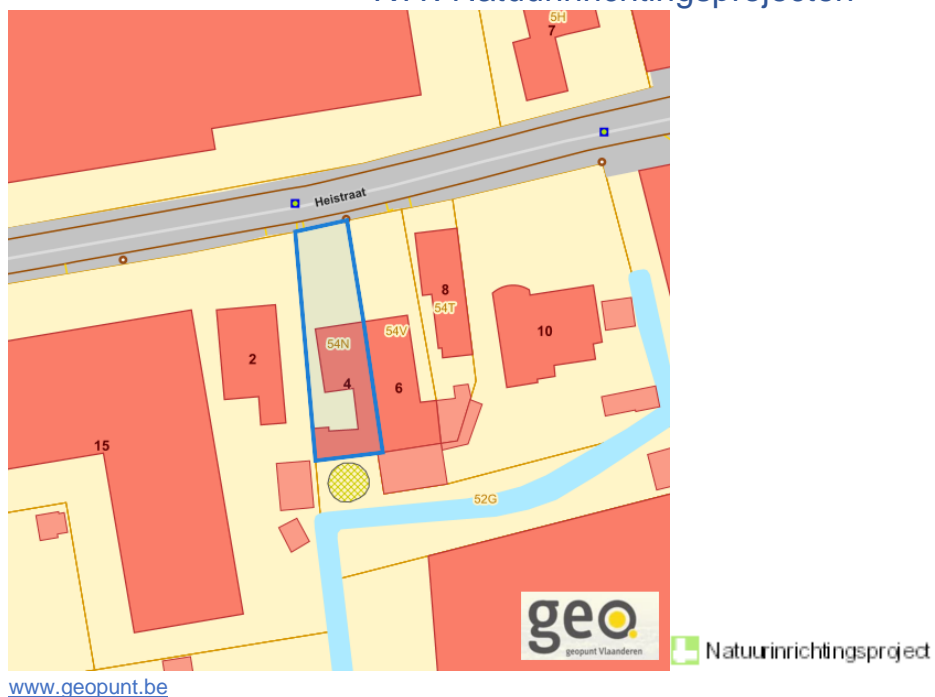 5H
7
Heistraat
8
54T
54N
54V
10
2
4
6
15
52G
geo.
geopunt Vlaanderen
Natuurinrichtingsproject
www.geopunt.be